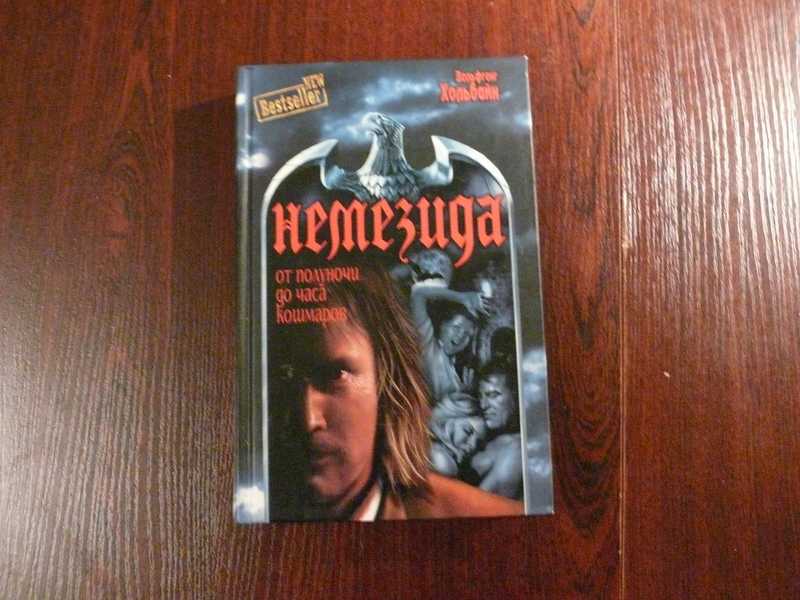 NEW
Bestseller
Вольфганг
Хольбайн
немезида
от полуночи
до часа
кошмаров